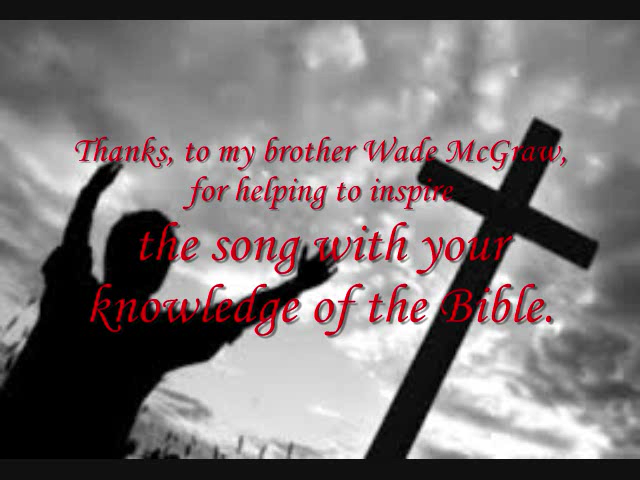 Thanks, to my brother Wade McGraw,
for helping to inspire
the song with your
knowledge of the Bible.